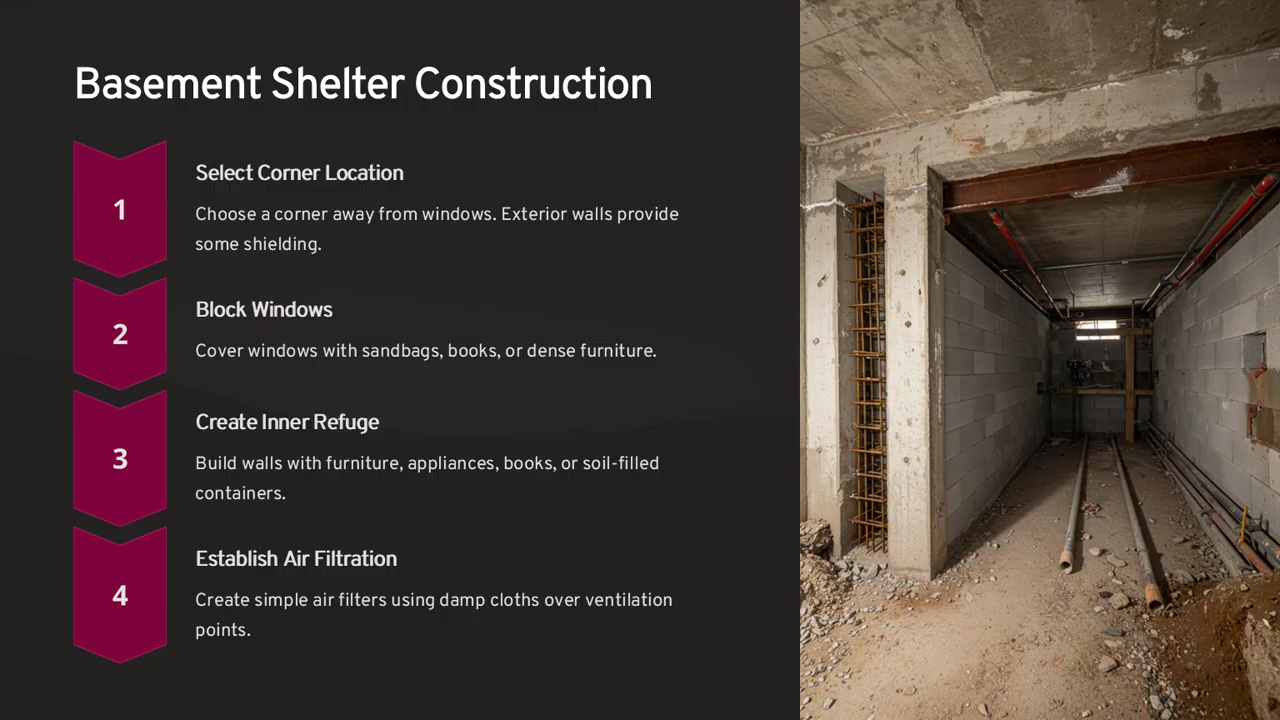 Basement Shelter Construction
1
Select Corner Location
Choose a corner away from windows. Exterior walls provide
some shielding.
2
Block Windows
Cover windows with sandbags, books, or dense furniture.
3
Create Inner Refuge
Build walls with furniture, appliances, books, or soil-filled
containers.
4
Establish Air Filtration
Create simple air filters using damp cloths over ventilation
points.